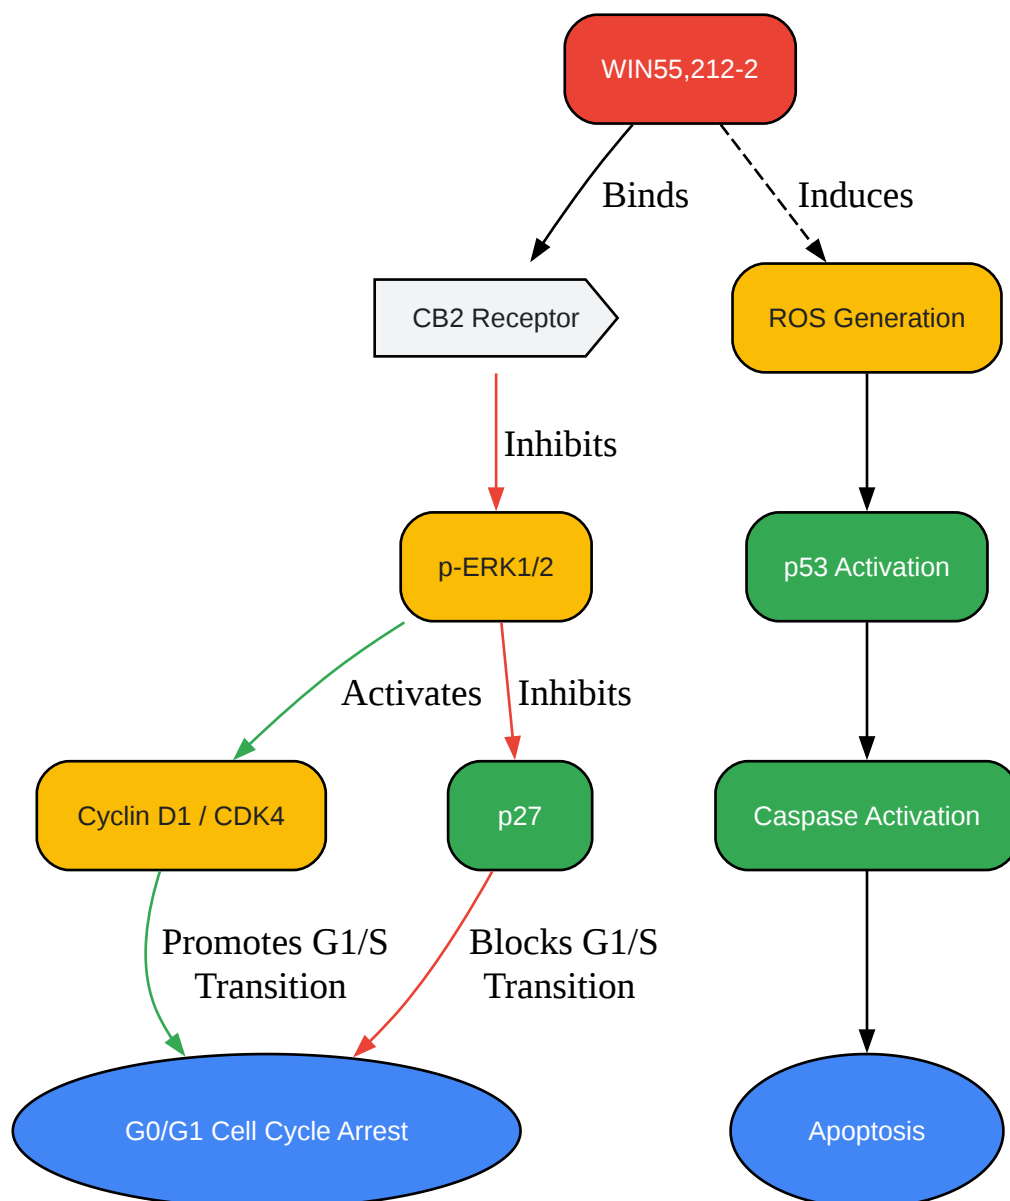 WIN55,212-2
Binds
Induces
CB2 Receptor
ROS Generation
Inhibits
p-ERK1/2
p53 Activation
Activates
Inhibits
Cyclin D1 / CDK4
p27
Caspase Activation
Promotes G1/S
Transition
Blocks G1/S
Transition
G0/G1 Cell Cycle Arrest
Apoptosis